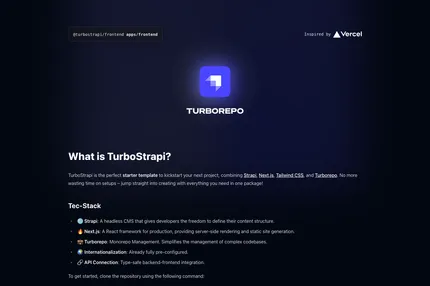 @turbostrapi/frontend apps/frontend
Inspired by Vercel
TURBOREPO
What is TurboStrapi?
TurboStrapi is the perfect starter template to kickstart your next project, combining Strapi, Next.js, Tailwind CSS, and Turborepo. No more
wasting time on setups – jump straight into creating with everything you need in one package!
Tec-Stack
Strapi: A headless CMS that gives developers the freedom to define their content structure.
Next.js: A React framework for production, providing server-side rendering and static site generation.
Turborepo: Monorepo Management. Simplifies the management of complex codebases.
Internationalization: Already fully pre-configured.
API Connection: Type-safe backend-frontend integration.
To get started, clone the repository using the following command: